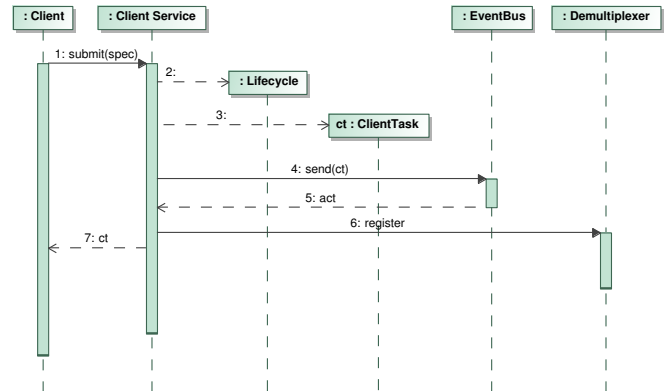 : Client
: Client Service
: EventBus
: Demultiplexer
1: submit(spec)
2:
: Lifecycle
3:
ct : ClientTask
4: send(ct)
5: act
6: register
7: ct